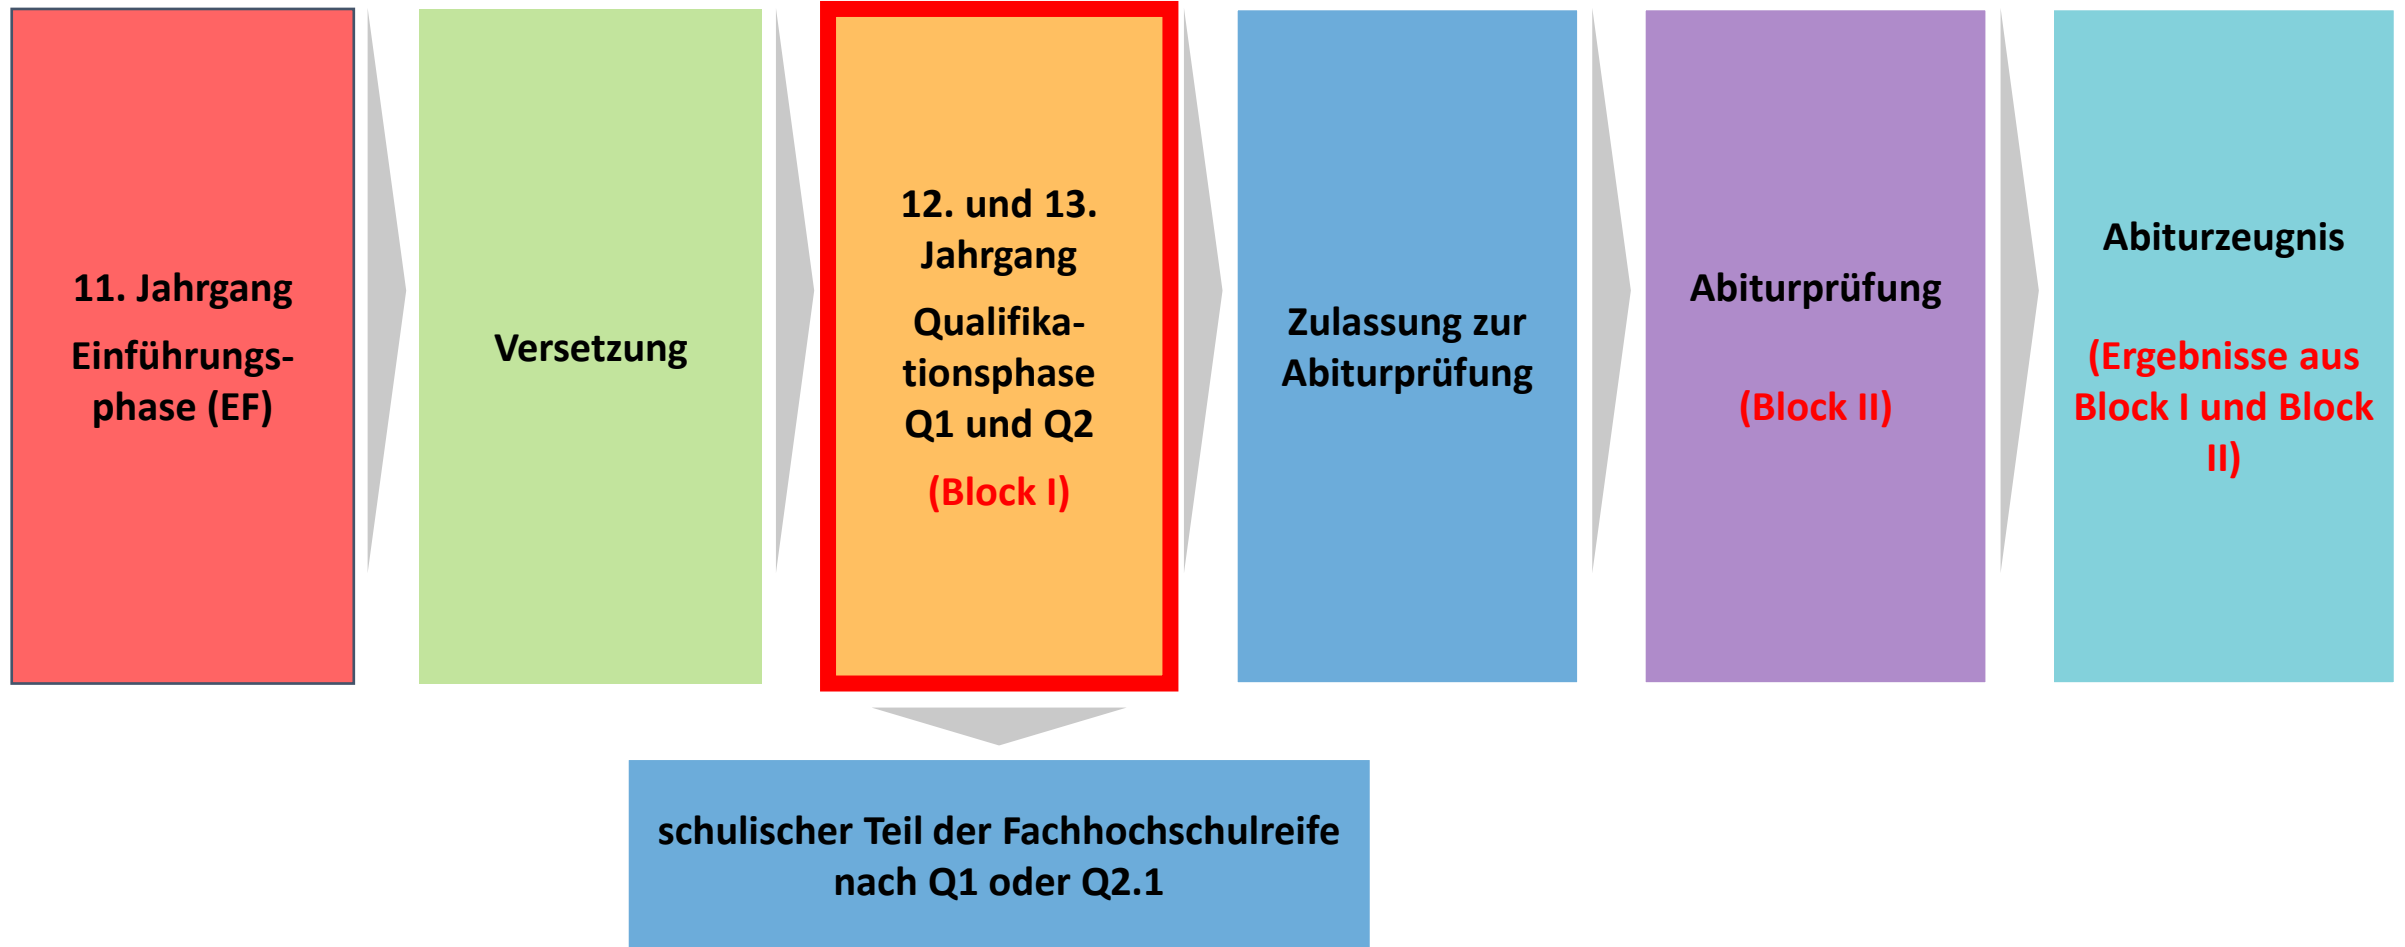 11. Jahrgang
Einführungs-
phase (EF)
Versetzung
12. und 13.
Jahrgang
Qualifika-
tionsphase
Q1 und Q2
(Block I)
Zulassung zur
Abiturprüfung
Abiturprüfung
(Block II)
Abiturzeugnis
(Ergebnisse aus
Block I und Block
II)
schulischer Teil der Fachhochschulreife
nach Q1 oder Q2.1